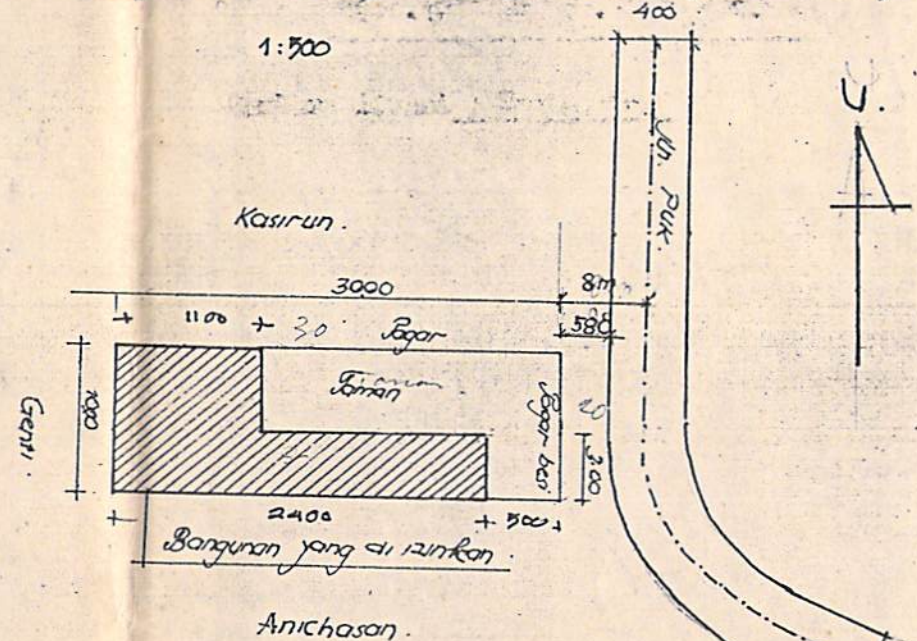 400
1:500
U.
Jln. PUK.
Kasirun.
3000
8m
580
1100
30
Pagar
Taman
Pagar besi
20
Genti.
1000
300
2400
500
Bangunan yang di izinkan.
Anichasan.